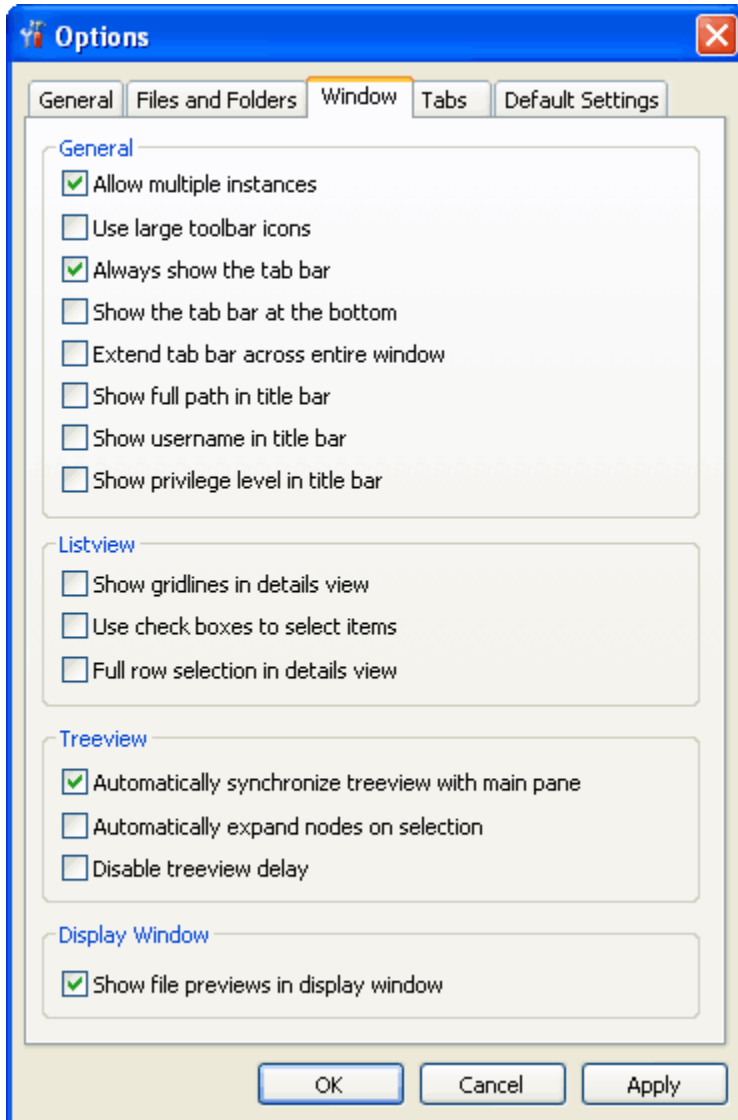 Options
General Files and Folders Window Tabs Default Settings
General
Allow multiple instances
Use large toolbar icons
Always show the tab bar
Show the tab bar at the bottom
Extend tab bar across entire window
Show full path in title bar
Show username in title bar
Show privilege level in title bar
Listview
Show gridlines in details view
Use check boxes to select items
Full row selection in details view
Treeview
Automatically synchronize treeview with main pane
Automatically expand nodes on selection
Disable treeview delay
Display Window
Show file previews in display window
OK Cancel Apply